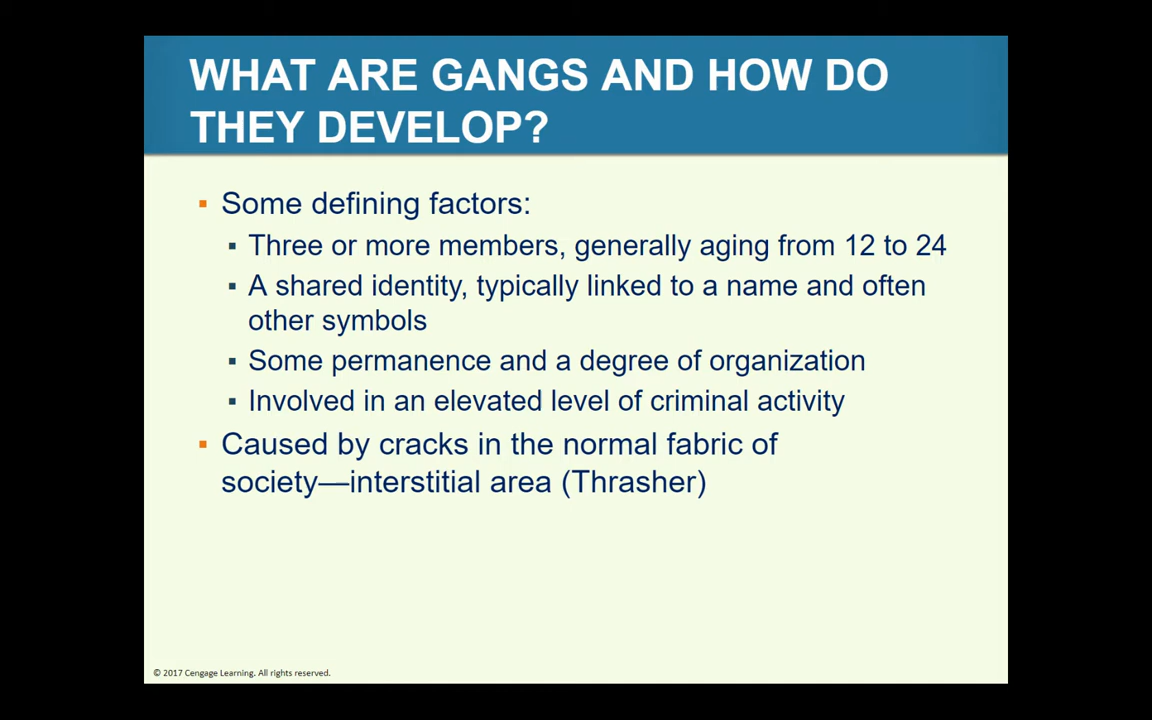 WHAT ARE GANGS AND HOW DO
THEY DEVELOP?
▪ Some defining factors:
▪ Three or more members, generally aging from 12 to 24
▪ A shared identity, typically linked to a name and often
other symbols
▪ Some permanence and a degree of organization
▪ Involved in an elevated level of criminal activity
▪ Caused by cracks in the normal fabric of
society—interstitial area (Thrasher)
© 2017 Cengage Learning. All rights reserved.